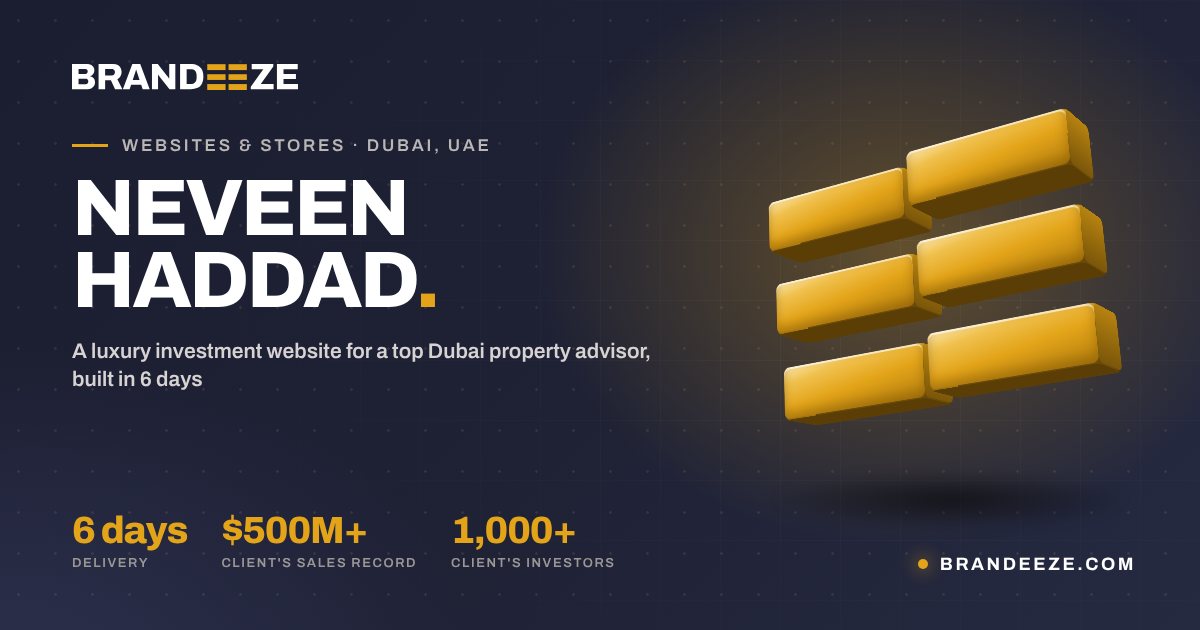 BRANDEEZE
WEBSITES & STORES · DUBAI, UAE
NEVEEN
HADDAD.
A luxury investment website for a top Dubai property advisor,
built in 6 days
6 days $500M+ 1,000+
DELIVERY CLIENT'S SALES RECORD CLIENT'S INVESTORS
BRANDEEZE.COM